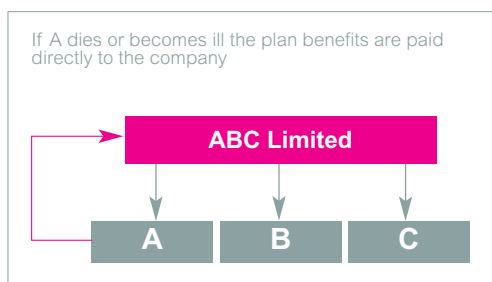 If A dies or becomes ill the plan benefits are paid
directly to the company
ABC Limited
A B C